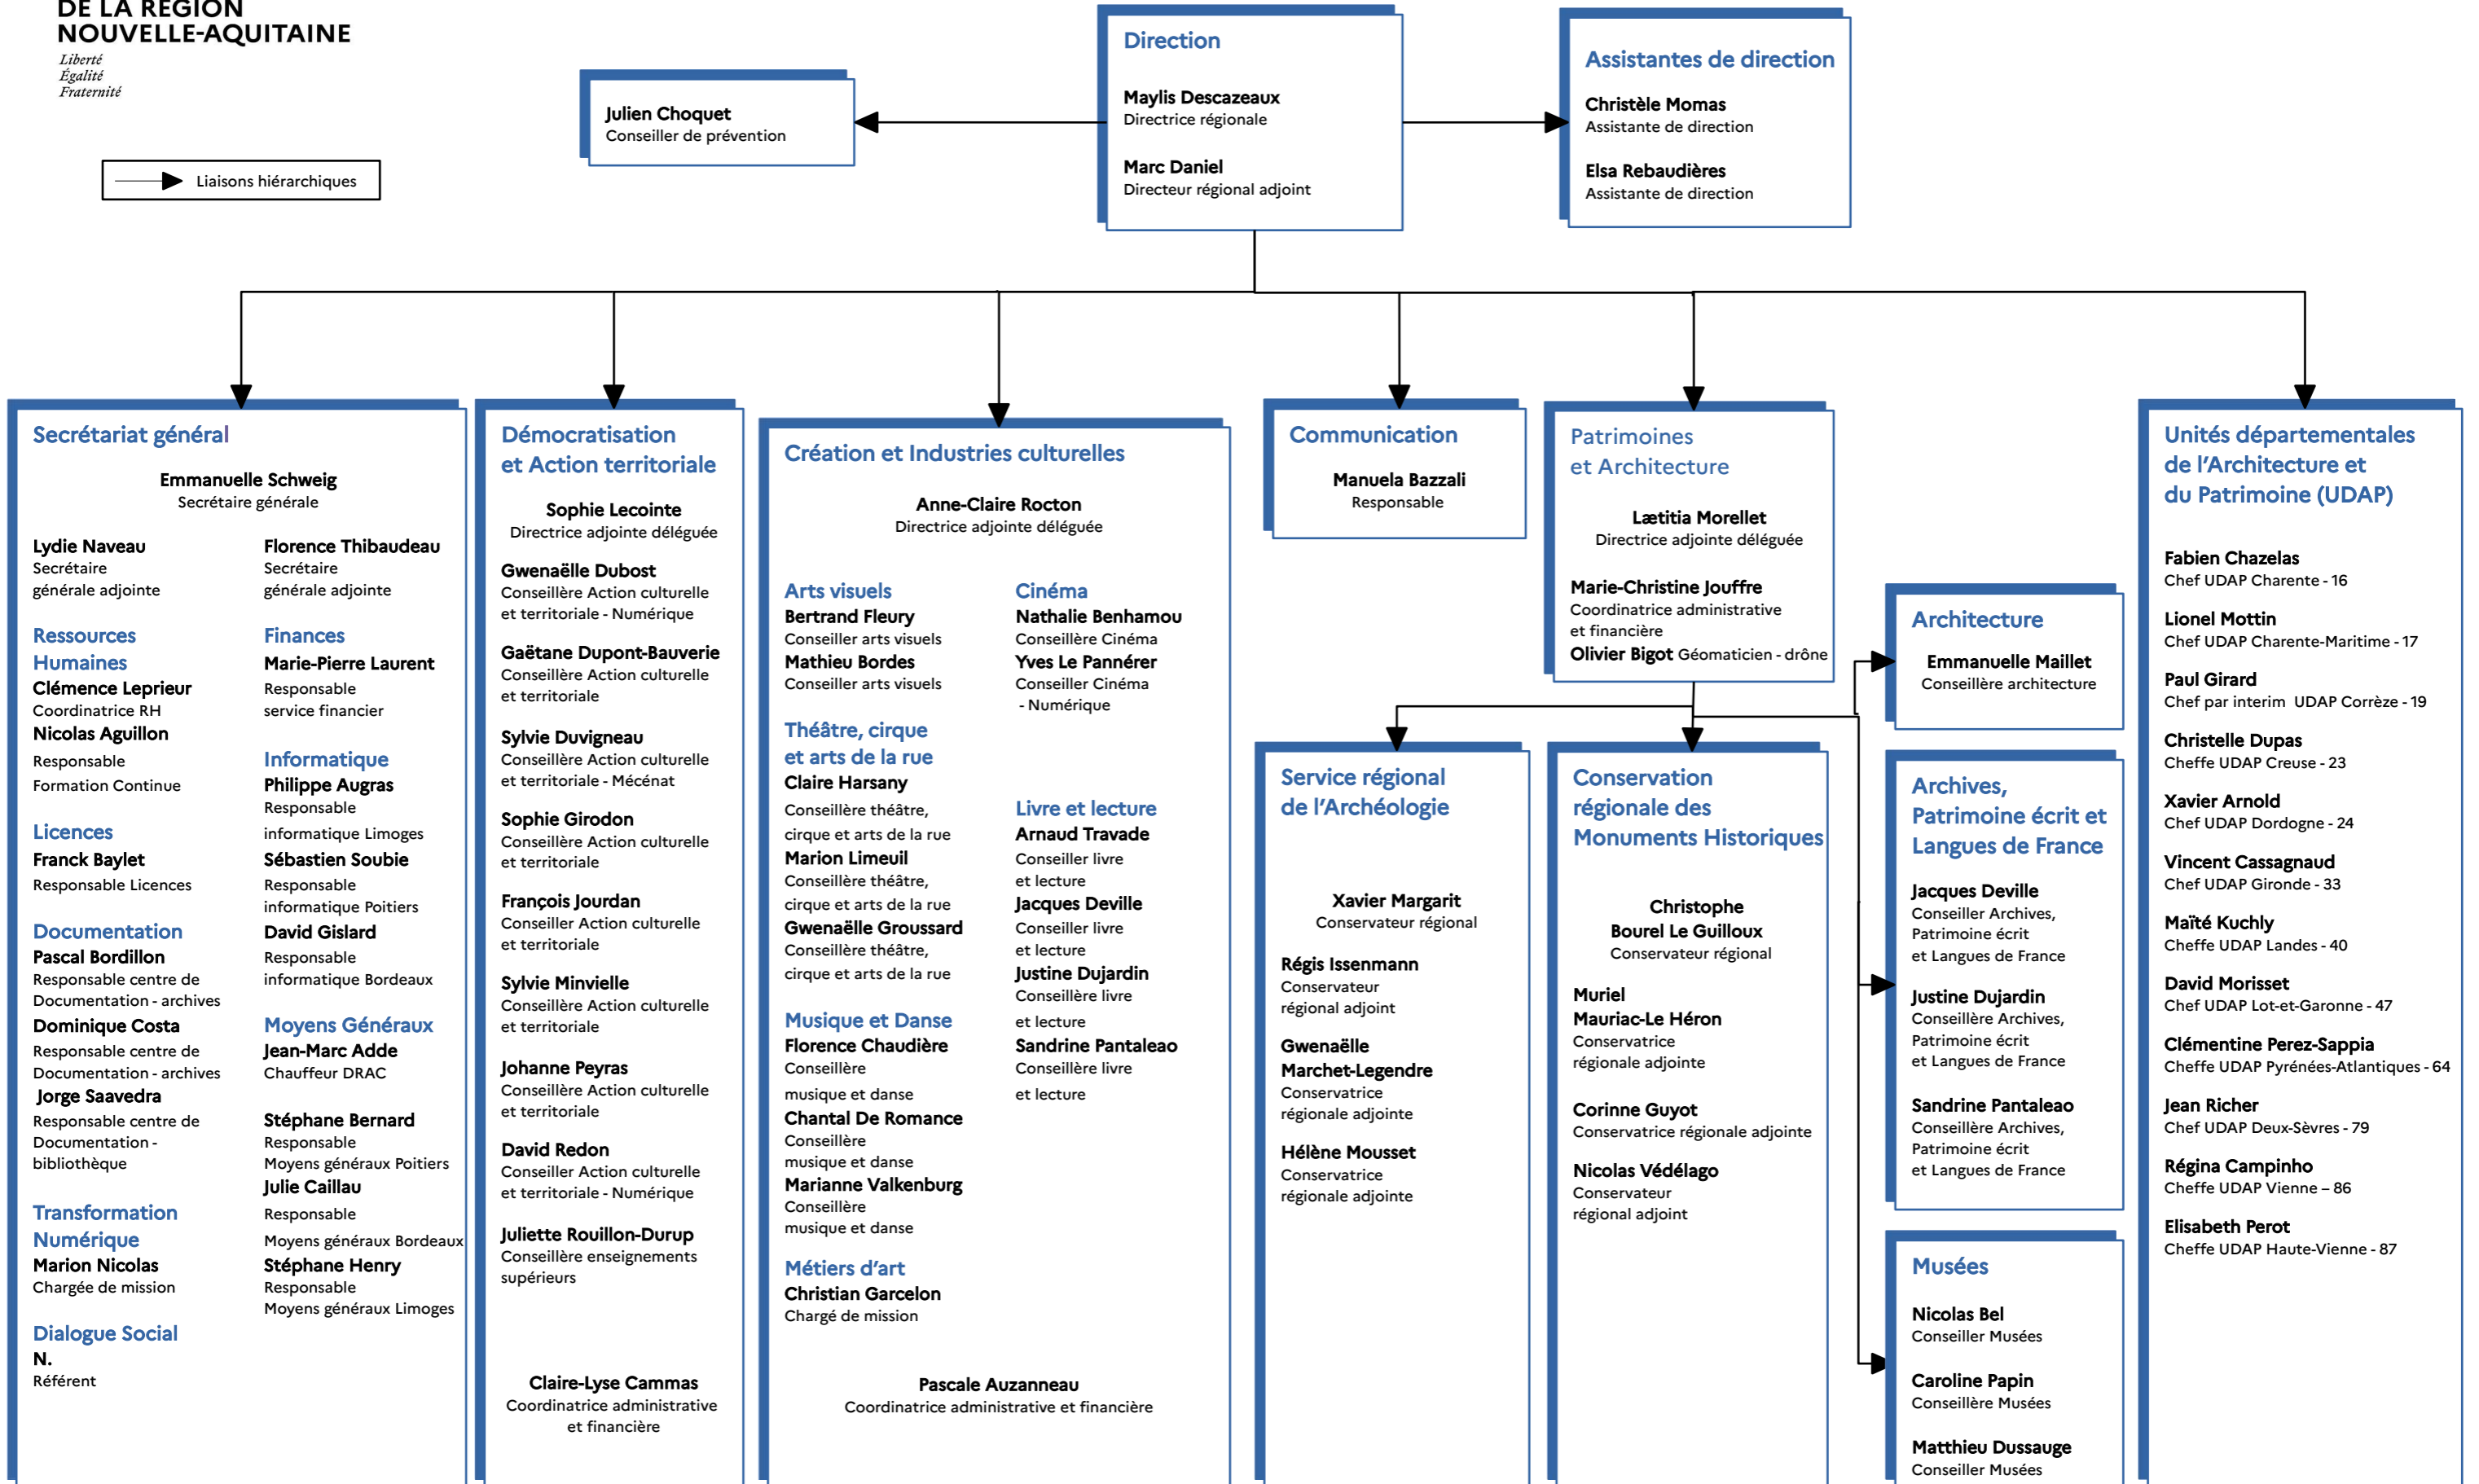 DE LA RÉGION
NOUVELLE-AQUITAINE
Liberté
Égalité
Fraternité
Liaisons hiérarchiques
Julien Choquet
Conseiller de prévention
Direction
Maylis Descazeaux
Directrice régionale
Marc Daniel
Directeur régional adjoint
Assistantes de direction
Christèle Momas
Assistante de direction
Elsa Rebaudières
Assistante de direction
Secrétariat général
Emmanuelle Schweig
Secrétaire générale
Lydie Naveau
Secrétaire
générale adjointe
Ressources
Humaines
Clémence Leprieur
Coordinatrice RH
Nicolas Aguillon
Responsable
Formation Continue
Licences
Franck Baylet
Responsable Licences
Documentation
Pascal Bordillon
Responsable centre de
Documentation - archives
Dominique Costa
Responsable centre de
Documentation - archives
Jorge Saavedra
Responsable centre de
Documentation -
bibliothèque
Transformation
Numérique
Marion Nicolas
Chargée de mission
Dialogue Social
N.
Référent
Florence Thibaudeau
Secrétaire
générale adjointe
Finances
Marie-Pierre Laurent
Responsable
service financier
Informatique
Philippe Augras
Responsable
informatique Limoges
Sébastien Soubie
Responsable
informatique Poitiers
David Gislard
Responsable
informatique Bordeaux
Moyens Généraux
Jean-Marc Adde
Chauffeur DRAC
Stéphane Bernard
Responsable
Moyens généraux Poitiers
Julie Caillau
Responsable
Moyens généraux Bordeaux
Stéphane Henry
Responsable
Moyens généraux Limoges
Démocratisation
et Action territoriale
Sophie Lecointe
Directrice adjointe déléguée
Gwenaëlle Dubost
Conseillère Action culturelle
et territoriale - Numérique
Gaëtane Dupont-Bauverie
Conseillère Action culturelle
et territoriale
Sylvie Duvigneau
Conseillère Action culturelle
et territoriale - Mécénat
Sophie Girodon
Conseillère Action culturelle
et territoriale
François Jourdan
Conseiller Action culturelle
et territoriale
Sylvie Minvielle
Conseillère Action culturelle
et territoriale
Johanne Peyras
Conseillère Action culturelle
et territoriale
David Redon
Conseiller Action culturelle
et territoriale - Numérique
Juliette Rouillon-Durup
Conseillère enseignements
supérieurs
Claire-Lyse Cammas
Coordinatrice administrative
et financière
Création et Industries culturelles
Anne-Claire Rocton
Directrice adjointe déléguée
Arts visuels
Bertrand Fleury
Conseiller arts visuels
Mathieu Bordes
Conseiller arts visuels
Théâtre, cirque
et arts de la rue
Claire Harsany
Conseillère théâtre,
cirque et arts de la rue
Marion Limeuil
Conseillère théâtre,
cirque et arts de la rue
Gwenaëlle Groussard
Conseillère théâtre,
cirque et arts de la rue
Musique et Danse
Florence Chaudière
Conseillère
musique et danse
Chantal De Romance
Conseillère
musique et danse
Marianne Valkenburg
Conseillère
musique et danse
Métiers d'art
Christian Garcelon
Chargé de mission
Cinéma
Nathalie Benhamou
Conseillère Cinéma
Yves Le Pannérer
Conseiller Cinéma
- Numérique
Livre et lecture
Arnaud Travade
Conseiller livre
et lecture
Jacques Deville
Conseiller livre
et lecture
Justine Dujardin
Conseillère livre
et lecture
Sandrine Pantaleao
Conseillère livre
et lecture
Pascale Auzanneau
Coordinatrice administrative et financière
Communication
Manuela Bazzali
Responsable
Patrimoines
et Architecture
Lætitia Morellet
Directrice adjointe déléguée
Marie-Christine Jouffre
Coordinatrice administrative
et financière
Olivier Bigot Géomaticien - drône
Service régional
de l'Archéologie
Xavier Margarit
Conservateur régional
Régis Issenmann
Conservateur
régional adjoint
Gwenaëlle
Marchet-Legendre
Conservatrice
régionale adjointe
Hélène Mousset
Conservatrice
régionale adjointe
Conservation
régionale des
Monuments Historiques
Christophe
Bourel Le Guilloux
Conservateur régional
Muriel
Mauriac-Le Héron
Conservatrice
régionale adjointe
Corinne Guyot
Conservatrice régionale adjointe
Nicolas Védélago
Conservateur
régional adjoint
Architecture
Emmanuelle Maillet
Conseillère architecture
Archives,
Patrimoine écrit et
Langues de France
Jacques Deville
Conseiller Archives,
Patrimoine écrit
et Langues de France
Justine Dujardin
Conseillère Archives,
Patrimoine écrit
et Langues de France
Sandrine Pantaleao
Conseillère Archives,
Patrimoine écrit
et Langues de France
Musées
Nicolas Bel
Conseiller Musées
Caroline Papin
Conseillère Musées
Matthieu Dussauge
Conseiller Musées
Unités départementales
de l'Architecture et
du Patrimoine (UDAP)
Fabien Chazelas
Chef UDAP Charente - 16
Lionel Mottin
Chef UDAP Charente-Maritime - 17
Paul Girard
Chef par interim UDAP Corrèze - 19
Christelle Dupas
Cheffe UDAP Creuse - 23
Xavier Arnold
Chef UDAP Dordogne - 24
Vincent Cassagnaud
Chef UDAP Gironde - 33
Maïté Kuchly
Cheffe UDAP Landes - 40
David Morisset
Chef UDAP Lot-et-Garonne - 47
Clémentine Perez-Sappia
Cheffe UDAP Pyrénées-Atlantiques - 64
Jean Richer
Chef UDAP Deux-Sèvres - 79
Régina Campinho
Cheffe UDAP Vienne – 86
Elisabeth Perot
Cheffe UDAP Haute-Vienne - 87